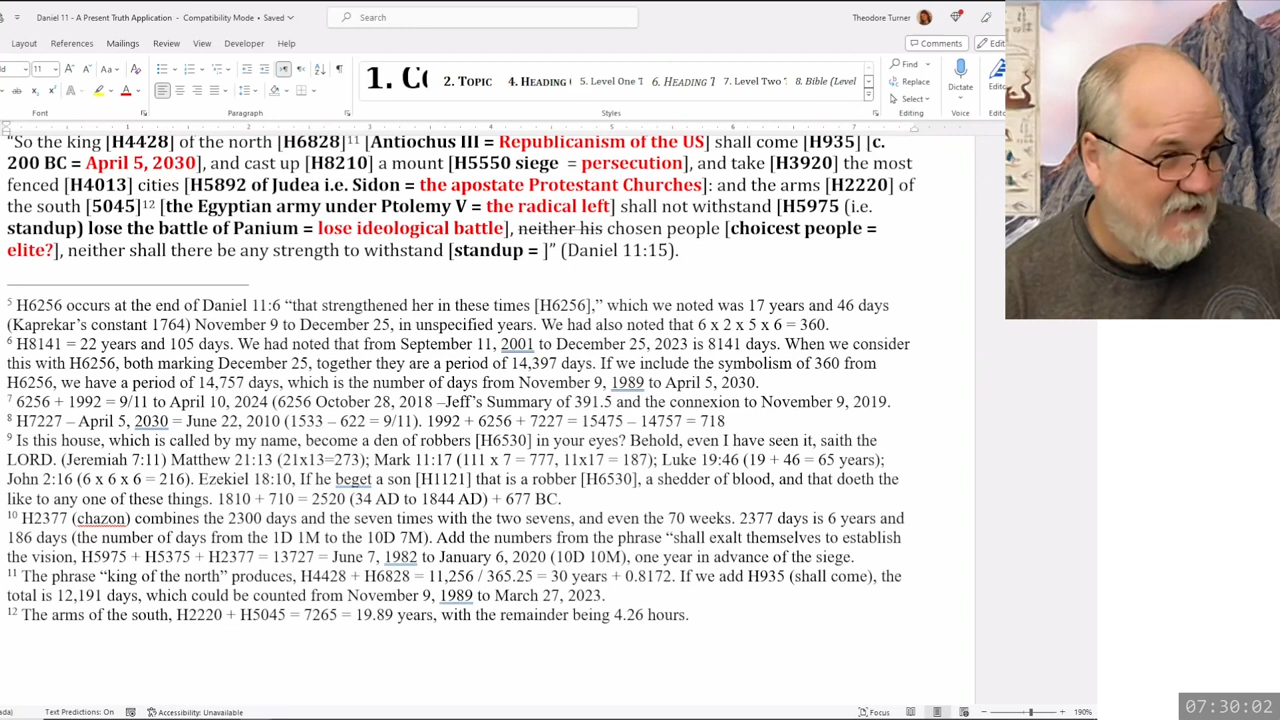 Daniel 11 - A Present Truth Application - Compatibility Mode • Saved
Search
Theodore Turner
Layout References Mailings Review View Developer Help
Comments
11
Aa
1. Co
2. TOPIC
5. Level One T
6. HEADING T
7. Level Two T
8. Bible (Level
Find
Replace
Select
Dictate
Font
Paragraph
Styles
Editing
Voice
"So the king [H4428] of the north [H6828]11 [Antiochus III = Republicanism of the US] shall come [H935] [c.
200 BC = April 5, 2030], and cast up [H8210] a mount [H5550 siege = persecution], and take [H3920] the most
fenced [H4013] cities [H5892 of Judea i.e. Sidon = the apostate Protestant Churches]: and the arms [H2220] of
the south [5045]12 [the Egyptian army under Ptolemy V = the radical left] shall not withstand [H5975 (i.e.
standup) lose the battle of Panium = lose ideological battle], neither his chosen people [choicest people =
elite?], neither shall there be any strength to withstand [standup = ]" (Daniel 11:15).
5 H6256 occurs at the end of Daniel 11:6 "that strengthened her in these times [H6256]," which we noted was 17 years and 46 days
(Kaprekar's constant 1764) November 9 to December 25, in unspecified years. We had also noted that 6 x 2 x 5 x 6 = 360.
6 H8141 = 22 years and 105 days. We had noted that from September 11, 2001 to December 25, 2023 is 8141 days. When we consider
this with H6256, both marking December 25, together they are a period of 14,397 days. If we include the symbolism of 360 from
H6256, we have a period of 14,757 days, which is the number of days from November 9, 1989 to April 5, 2030.
7 6256 + 1992 = 9/11 to April 10, 2024 (6256 October 28, 2018 –Jeff's Summary of 391.5 and the connexion to November 9, 2019.
8 H7227 – April 5, 2030 = June 22, 2010 (1533 – 622 = 9/11). 1992 + 6256 + 7227 = 15475 – 14757 = 718
9 Is this house, which is called by my name, become a den of robbers [H6530] in your eyes? Behold, even I have seen it, saith the
LORD. (Jeremiah 7:11) Matthew 21:13 (21x13=273); Mark 11:17 (111 x 7 = 777, 11x17 = 187); Luke 19:46 (19 + 46 = 65 years);
John 2:16 (6 x 6 x 6 = 216). Ezekiel 18:10, If he beget a son [H1121] that is a robber [H6530], a shedder of blood, and that doeth the
like to any one of these things. 1810 + 710 = 2520 (34 AD to 1844 AD) + 677 BC.
10 H2377 (chazon) combines the 2300 days and the seven times with the two sevens, and even the 70 weeks. 2377 days is 6 years and
186 days (the number of days from the 1D 1M to the 10D 7M). Add the numbers from the phrase "shall exalt themselves to establish
the vision, H5975 + H5375 + H2377 = 13727 = June 7, 1982 to January 6, 2020 (10D 10M), one year in advance of the siege.
11 The phrase "king of the north" produces, H4428 + H6828 = 11,256 / 365.25 = 30 years + 0.8172. If we add H935 (shall come), the
total is 12,191 days, which could be counted from November 9, 1989 to March 27, 2023.
12 The arms of the south, H2220 + H5045 = 7265 = 19.89 years, with the remainder being 4.26 hours.
Text Predictions: On
Accessibility: Unavailable
Focus
190%
07:30:02